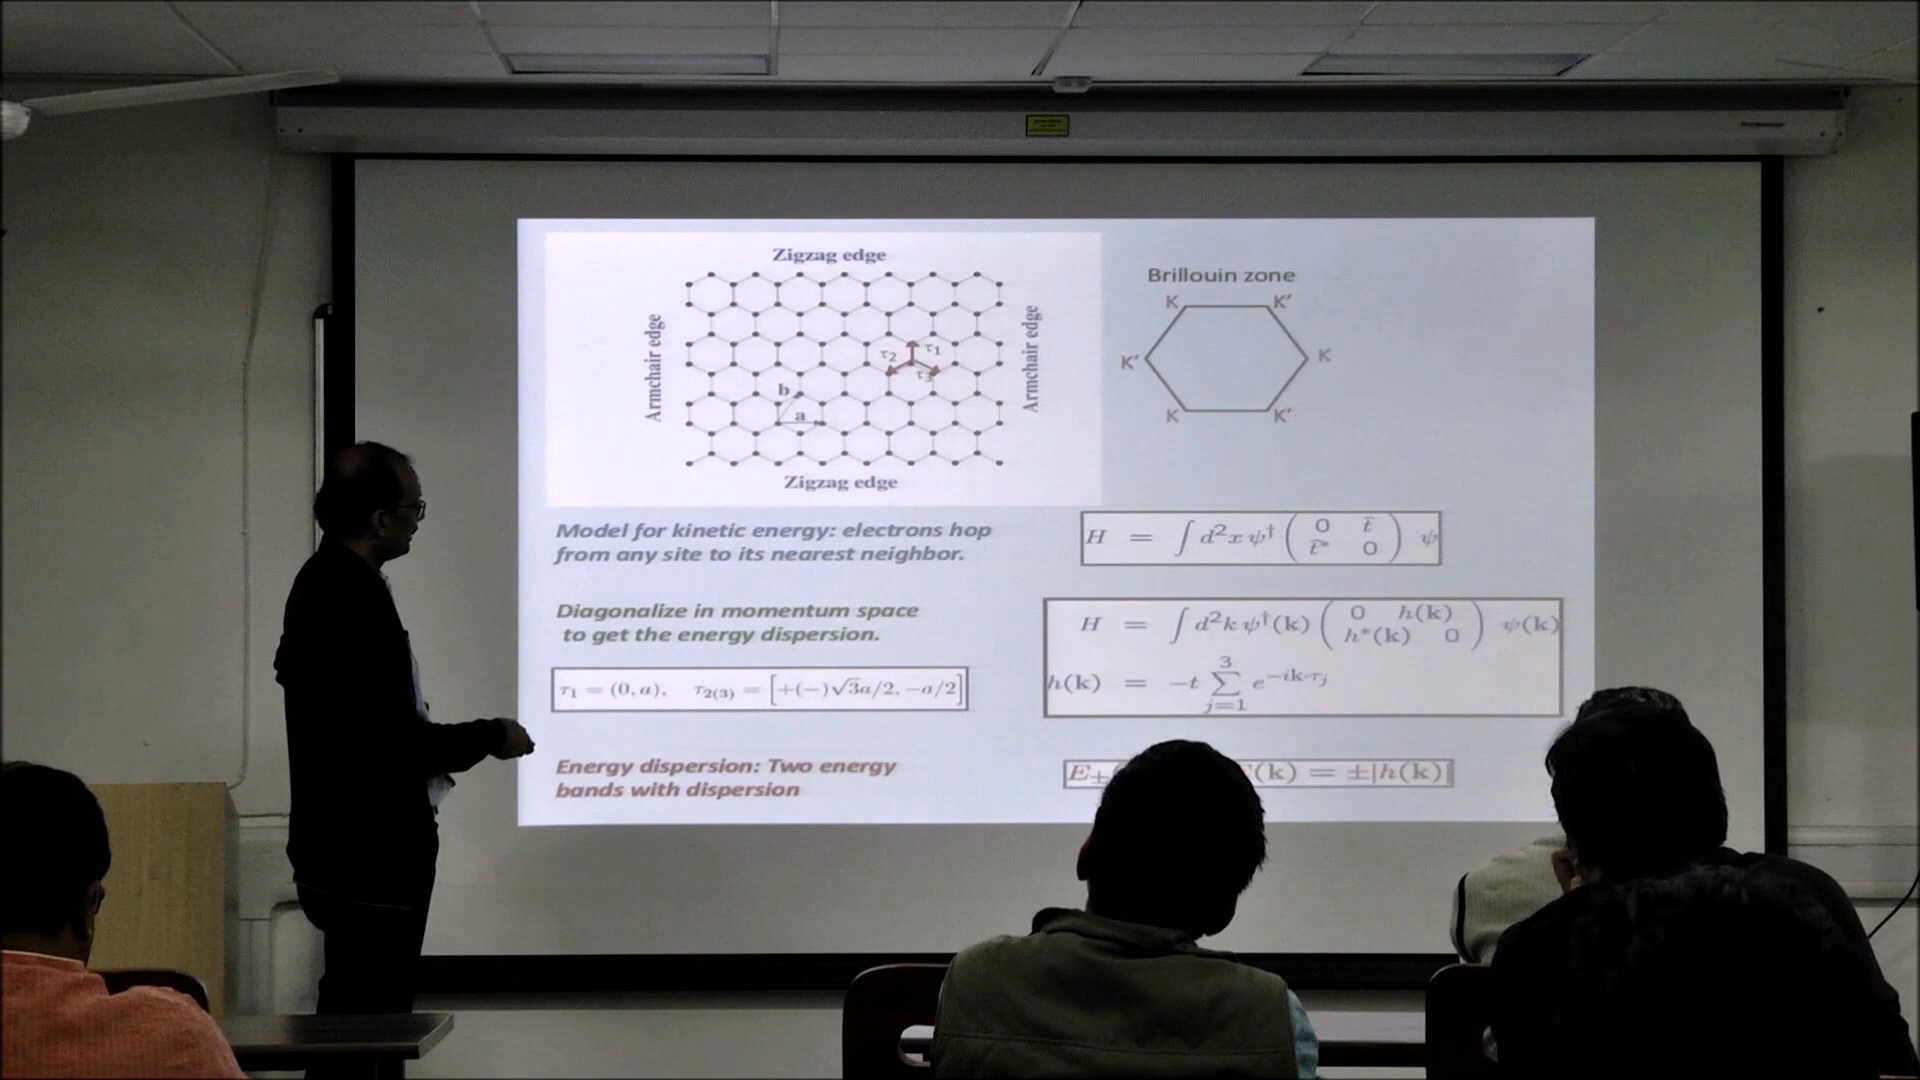 Zigzag edge
Armchair edge
Armchair edge
τ₂ τ₁
τ₃
b
a
Zigzag edge
Brillouin zone
K K′
K′ K
K K′
Model for kinetic energy: electrons hop
from any site to its nearest neighbor.
H = ∫ d²x ψ† ( 0 t̃ ; t̃* 0 ) ψ
Diagonalize in momentum space
to get the energy dispersion.
H = ∫ d²k ψ†(k) ( 0 h(k) ; h*(k) 0 ) ψ(k)
h(k) = −t ∑³ⱼ₌₁ e^{−ik·τⱼ}
τ₁ = (0, a), τ₂₍₃₎ = [+(−)√3a/2, −a/2]
Energy dispersion: Two energy
bands with dispersion
E± (k) = ±|h(k)|